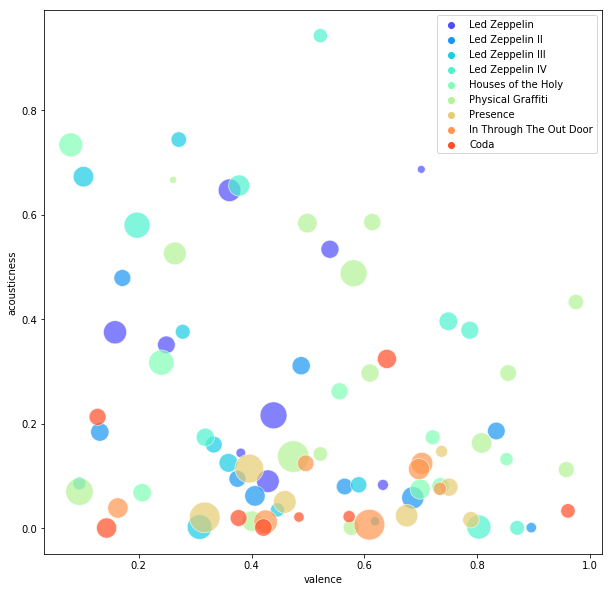 Led Zeppelin
Led Zeppelin II
Led Zeppelin III
Led Zeppelin IV
Houses of the Holy
Physical Graffiti
Presence
In Through The Out Door
Coda
acousticness
0.8
0.6
0.4
0.2
0.0
0.2
0.4
0.6
0.8
1.0
valence